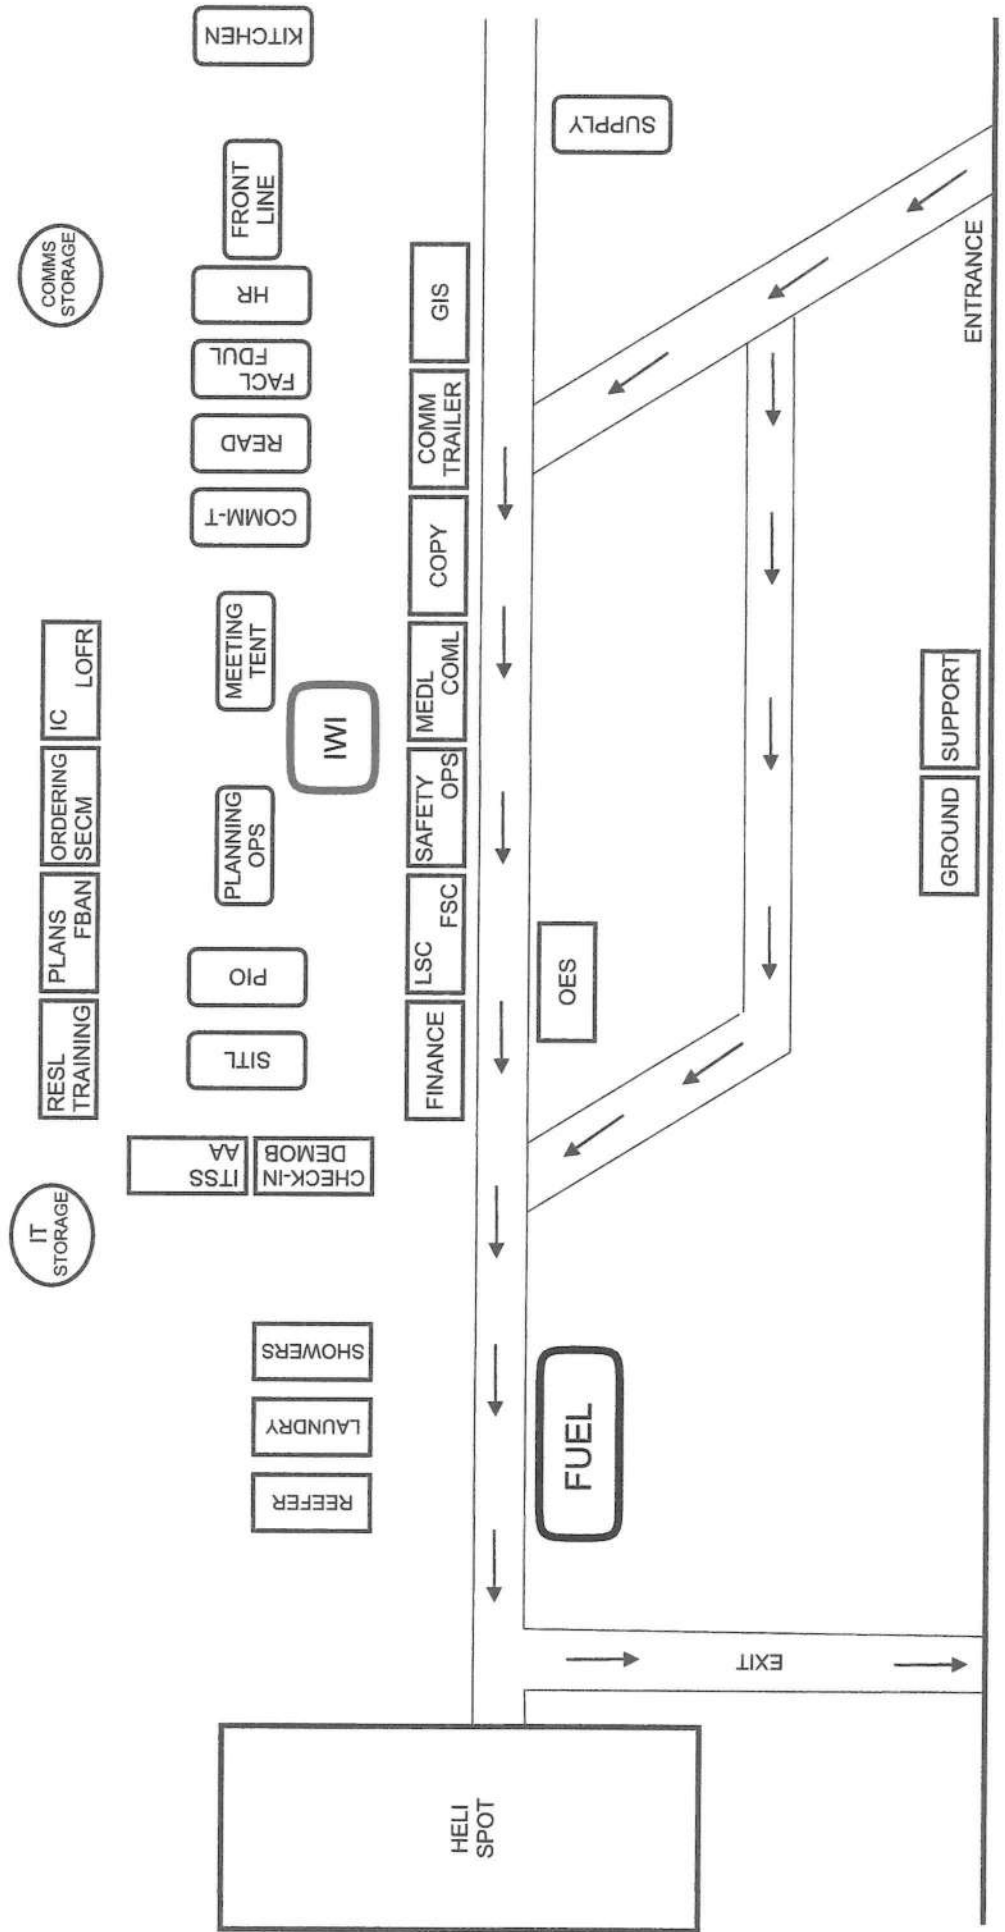 COMMS
STORAGE
KITCHEN
FRONT
LINE
HR
FACL
FDUL
READ
COMM-T
SUPPLY
GIS
COMM
TRAILER
COPY
MEDL
COML
SAFETY
OPS
LSC
FSC
FINANCE
IC
LOFR
ORDERING
SECM
PLANS
FBAN
RESL
TRAINING
MEETING
TENT
IWI
PLANNING
OPS
PIO
SITL
ITSS
AA
CHECK-IN
DEMOB
IT
STORAGE
SHOWERS
LAUNDRY
REEFER
OES
FUEL
ENTRANCE
GROUND
SUPPORT
EXIT
HELI
SPOT